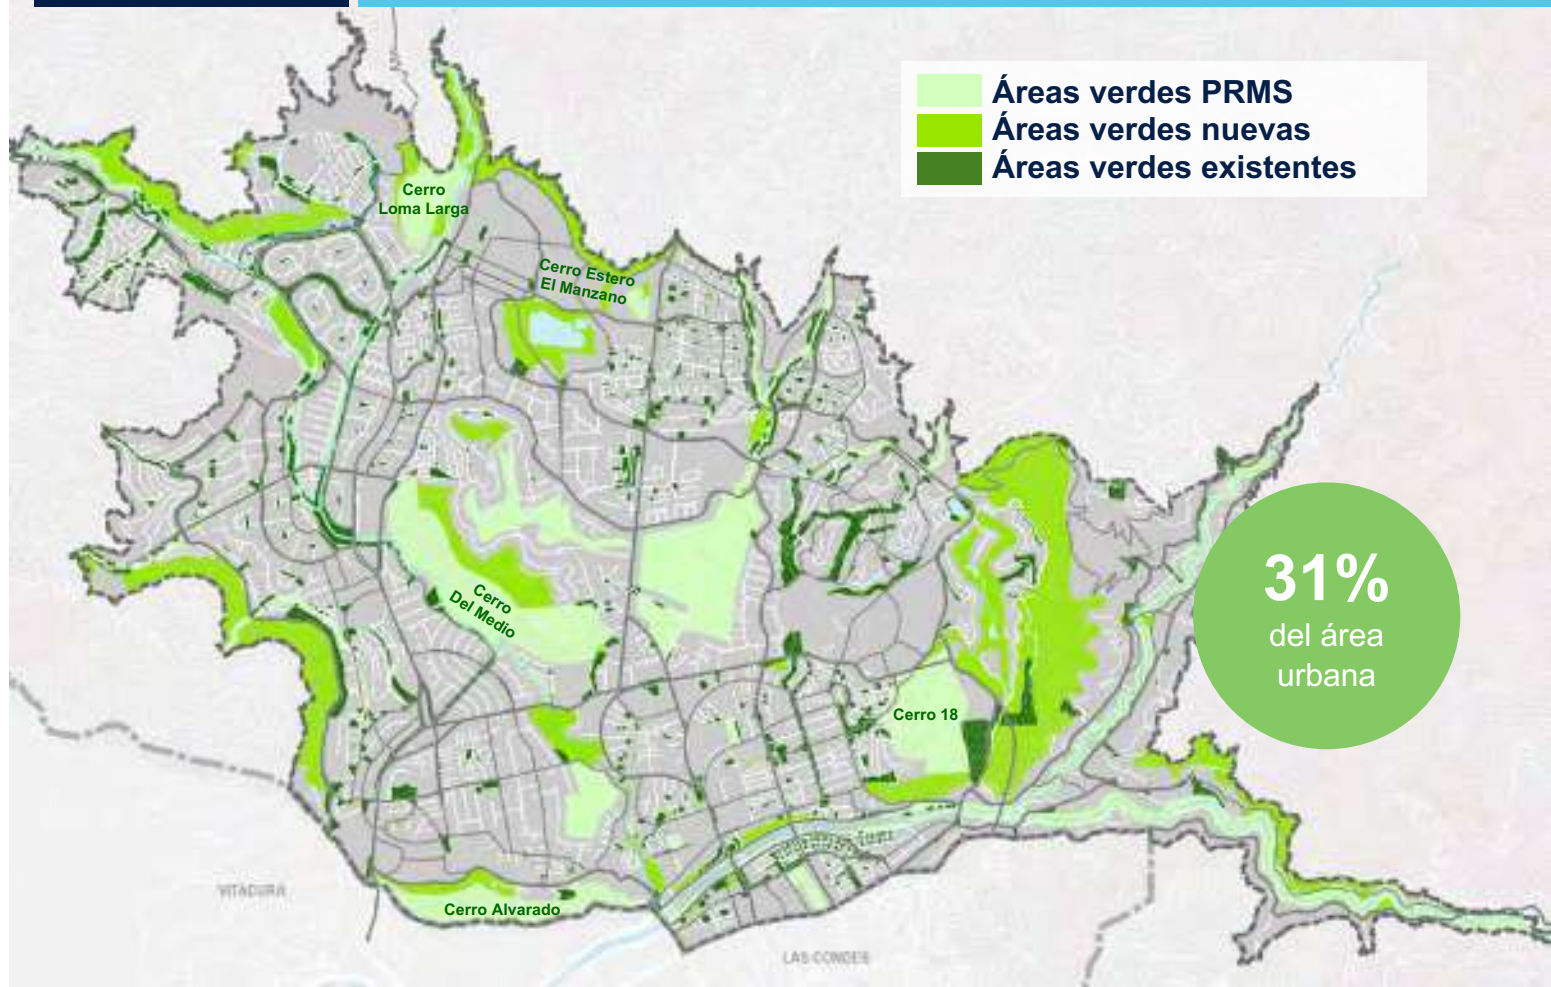 Áreas verdes PRMS
Áreas verdes nuevas
Áreas verdes existentes
Cerro
Loma Larga
Cerro Estero
El Manzano
31%
del área
urbana
Cerro
Del Medio
Cerro 18
VITACURA
Cerro Alvarado
LAS CONDES